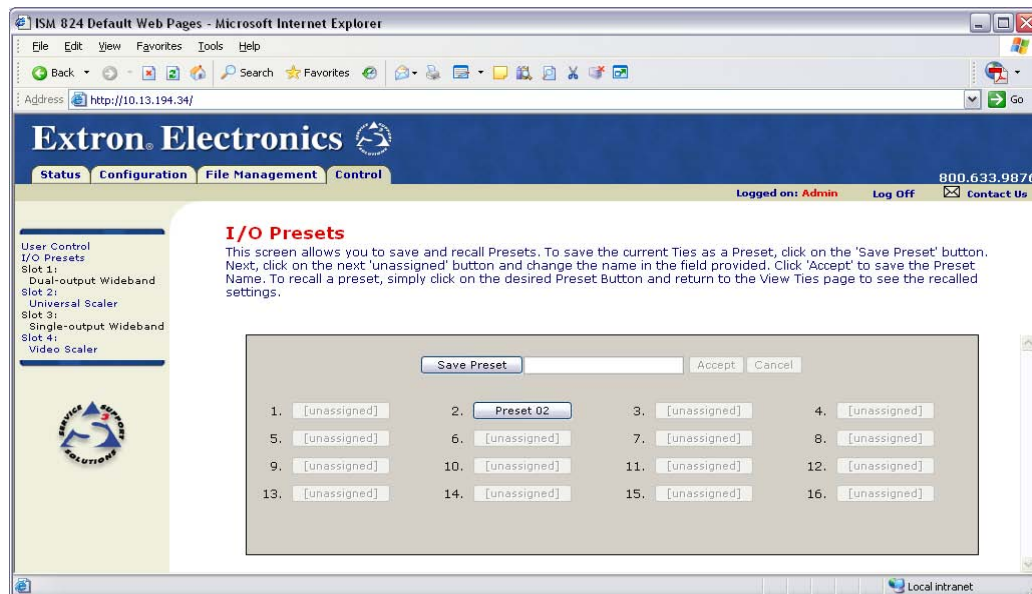 ISM 824 Default Web Pages - Microsoft Internet Explorer
File Edit View Favorites Tools Help
Back Search Favorites
Address http://10.13.194.34/ Go
Extron® Electronics
Status Configuration File Management Control
800.633.9876
Logged on: Admin Log Off Contact Us
User Control
I/O Presets
Slot 1:
Dual-output Wideband
Slot 2:
Universal Scaler
Slot 3:
Single-output Wideband
Slot 4:
Video Scaler
SERVICE SUPPORT SOLUTIONS
I/O Presets
This screen allows you to save and recall Presets. To save the current Ties as a Preset, click on the 'Save Preset' button.
Next, click on the next 'unassigned' button and change the name in the field provided. Click 'Accept' to save the Preset
Name. To recall a preset, simply click on the desired Preset Button and return to the View Ties page to see the recalled
settings.
Save Preset Accept Cancel
1. [unassigned] 2. Preset 02 3. [unassigned] 4. [unassigned]
5. [unassigned] 6. [unassigned] 7. [unassigned] 8. [unassigned]
9. [unassigned] 10. [unassigned] 11. [unassigned] 12. [unassigned]
13. [unassigned] 14. [unassigned] 15. [unassigned] 16. [unassigned]
Local intranet